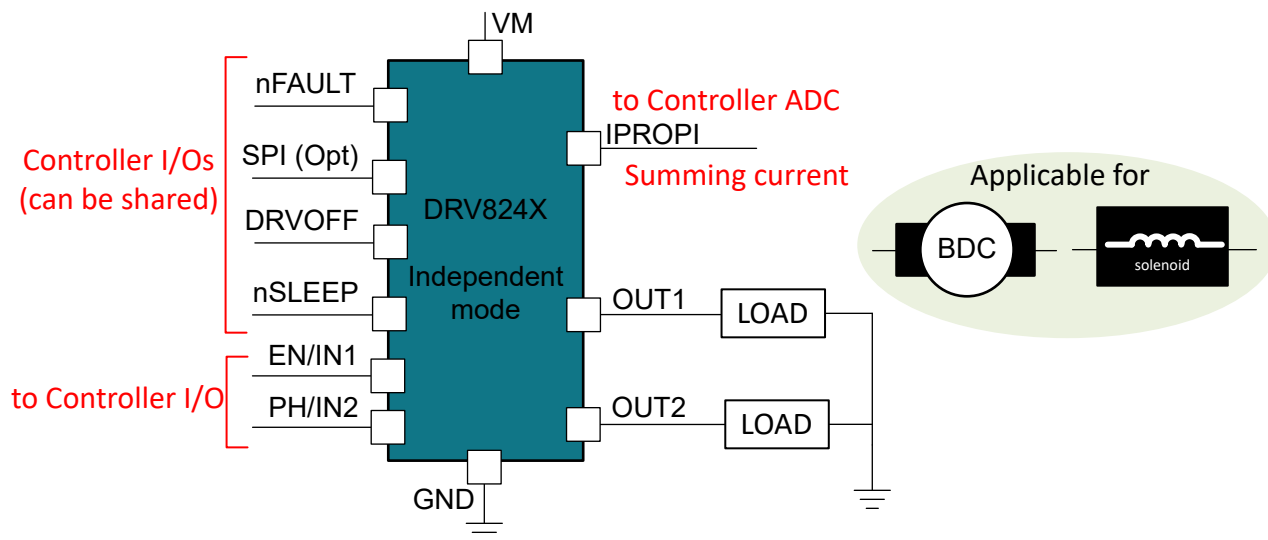 VM
nFAULT
SPI (Opt)
DRVOFF
nSLEEP
Controller I/Os
(can be shared)
EN/IN1
PH/IN2
to Controller I/O
GND
DRV824X
Independent
mode
to Controller ADC
IPROPI
Summing current
OUT1
LOAD
OUT2
LOAD
Applicable for
BDC
solenoid